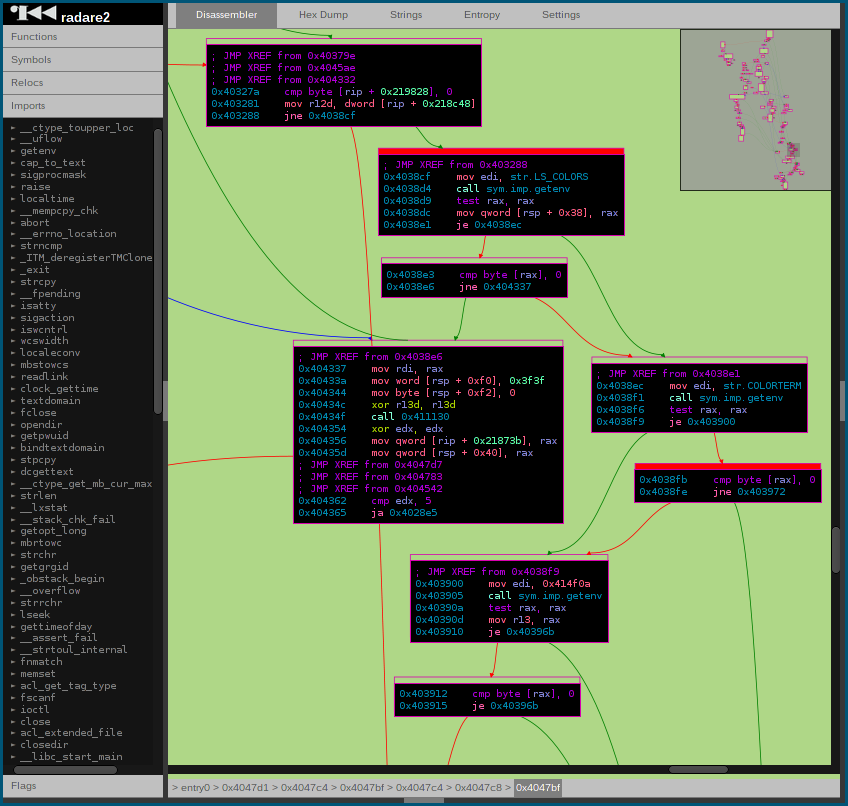 radare2
Disassembler Hex Dump Strings Entropy Settings
Functions
Symbols
Relocs
Imports
__ctype_toupper_loc
__uflow
getenv
cap_to_text
sigprocmask
raise
localtime
__mempcpy_chk
abort
__errno_location
strncmp
_ITM_deregisterTMClone
_exit
strcpy
__fpending
isatty
sigaction
iswcntrl
wcswidth
localeconv
mbstowcs
readlink
clock_gettime
textdomain
fclose
opendir
getpwuid
bindtextdomain
stpcpy
dcgettext
__ctype_get_mb_cur_max
strlen
__lxstat
__stack_chk_fail
getopt_long
mbrtowc
strchr
getgrgid
_obstack_begin
__overflow
strrchr
lseek
gettimeofday
__assert_fail
__strtoul_internal
fnmatch
memset
acl_get_tag_type
fscanf
ioctl
close
acl_extended_file
closedir
__libc_start_main
Flags
; JMP XREF from 0x40379e
; JMP XREF from 0x4045ae
; JMP XREF from 0x404332
0x40327a cmp byte [rip + 0x219828], 0
0x403281 mov r12d, dword [rip + 0x218c48]
0x403288 jne 0x4038cf
; JMP XREF from 0x403288
0x4038cf mov edi, str.LS_COLORS
0x4038d4 call sym.imp.getenv
0x4038d9 test rax, rax
0x4038dc mov qword [rsp + 0x38], rax
0x4038e1 je 0x4038ec
0x4038e3 cmp byte [rax], 0
0x4038e6 jne 0x404337
; JMP XREF from 0x4038e6
0x404337 mov rdi, rax
0x40433a mov word [rsp + 0xf0], 0x3f3f
0x404344 mov byte [rsp + 0xf2], 0
0x40434c xor r13d, r13d
0x40434f call 0x411130
0x404354 xor edx, edx
0x404356 mov qword [rip + 0x21873b], rax
0x40435d mov qword [rsp + 0x40], rax
; JMP XREF from 0x4047d7
; JMP XREF from 0x404783
; JMP XREF from 0x404542
0x404362 cmp edx, 5
0x404365 ja 0x4028e5
; JMP XREF from 0x4038e1
0x4038ec mov edi, str.COLORTERM
0x4038f1 call sym.imp.getenv
0x4038f6 test rax, rax
0x4038f9 je 0x403900
0x4038fb cmp byte [rax], 0
0x4038fe jne 0x403972
; JMP XREF from 0x4038f9
0x403900 mov edi, 0x414f0a
0x403905 call sym.imp.getenv
0x40390a test rax, rax
0x40390d mov r13, rax
0x403910 je 0x40396b
0x403912 cmp byte [rax], 0
0x403915 je 0x40396b
> entry0 > 0x4047d1 > 0x4047c4 > 0x4047bf > 0x4047c4 > 0x4047c8 > 0x4047bf